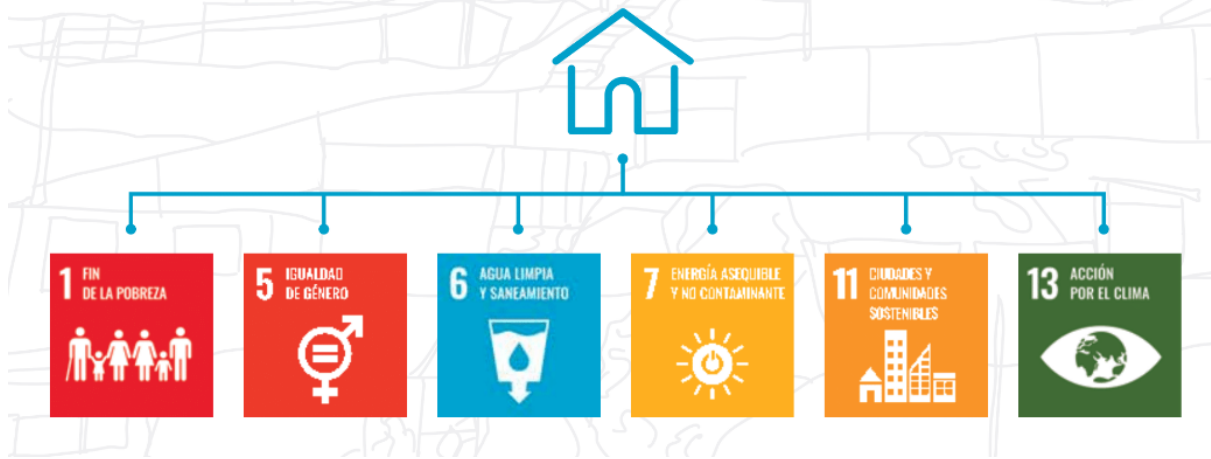 1 FIN
DE LA POBREZA
5 IGUALDAD
DE GÉNERO
6 AGUA LIMPIA
Y SANEAMIENTO
7 ENERGÍA ASEQUIBLE
Y NO CONTAMINANTE
11 CIUDADES Y
COMUNIDADES
SOSTENIBLES
13 ACCIÓN
POR EL CLIMA